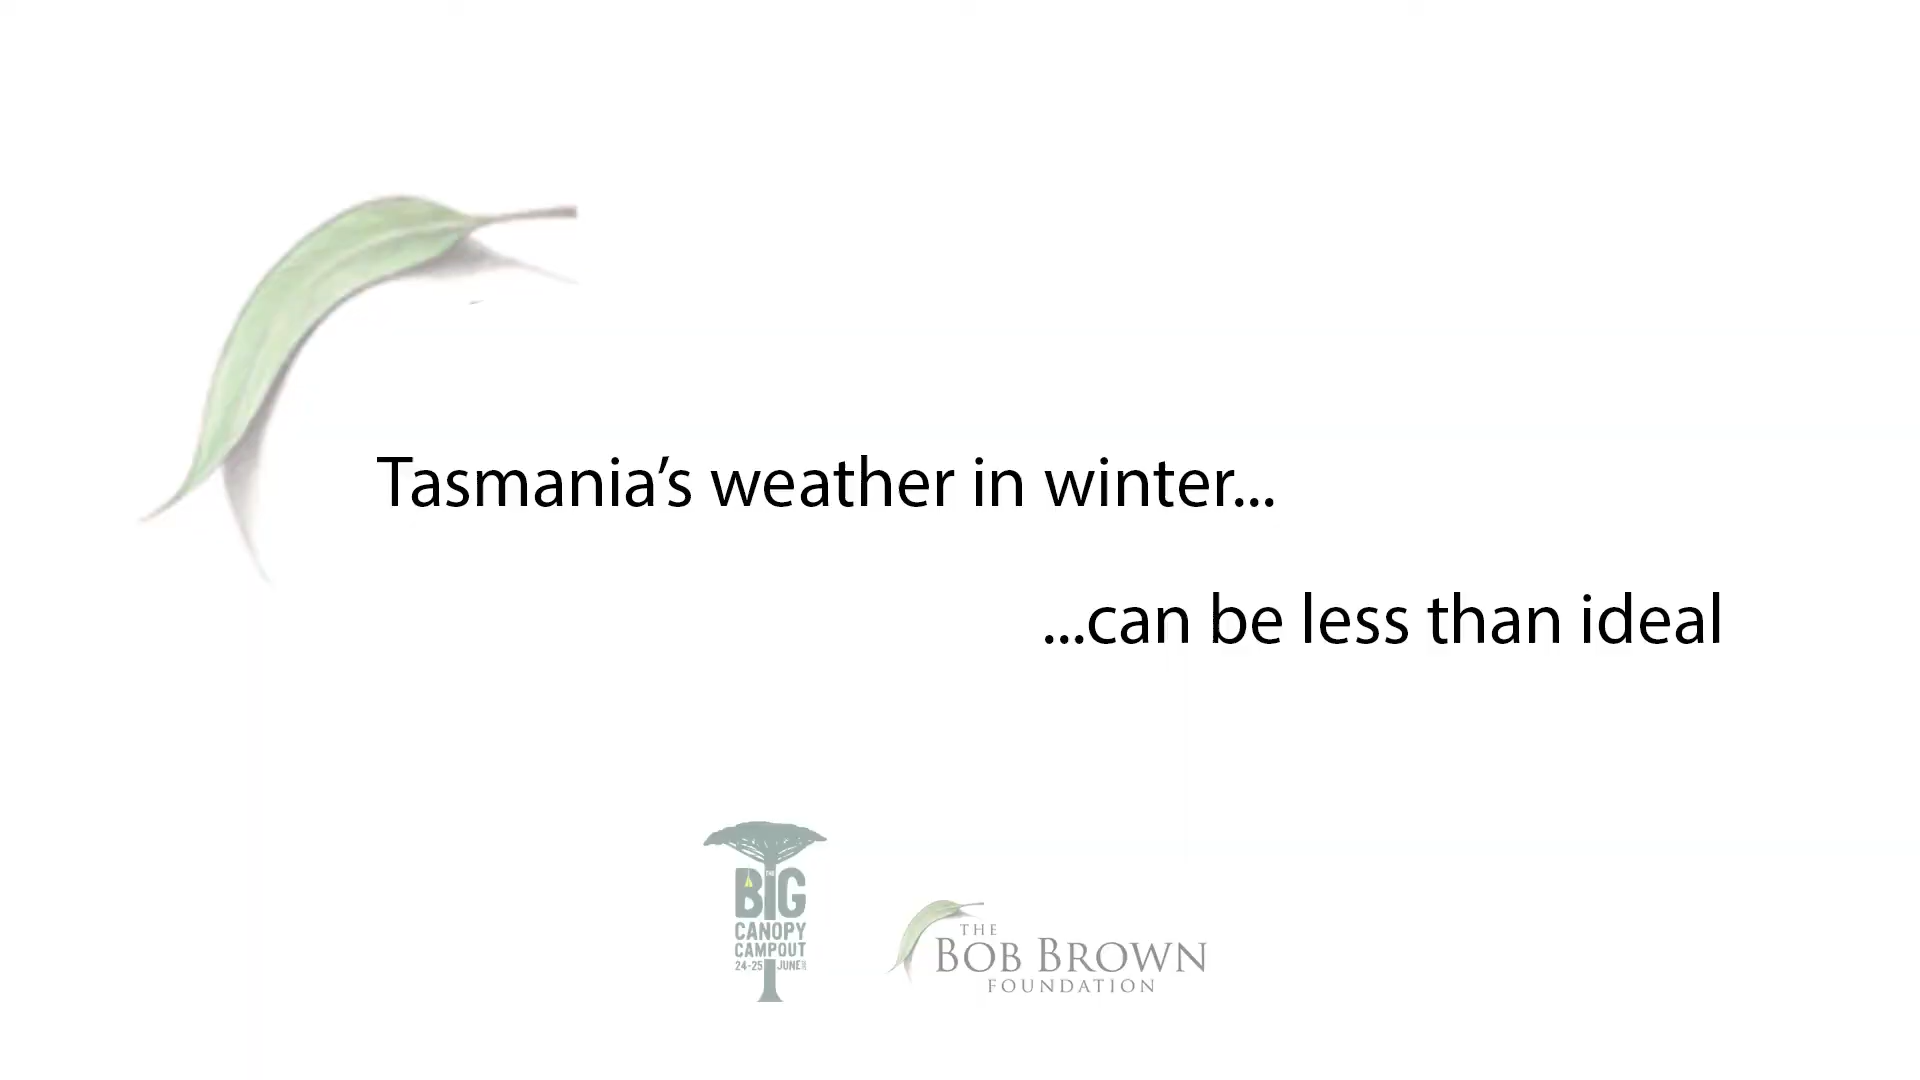 Tasmania’s weather in winter...
...can be less than ideal
THE
BIG
CANOPY
CAMPOUT
24-25 JUNE
THE
BOB BROWN
FOUNDATION